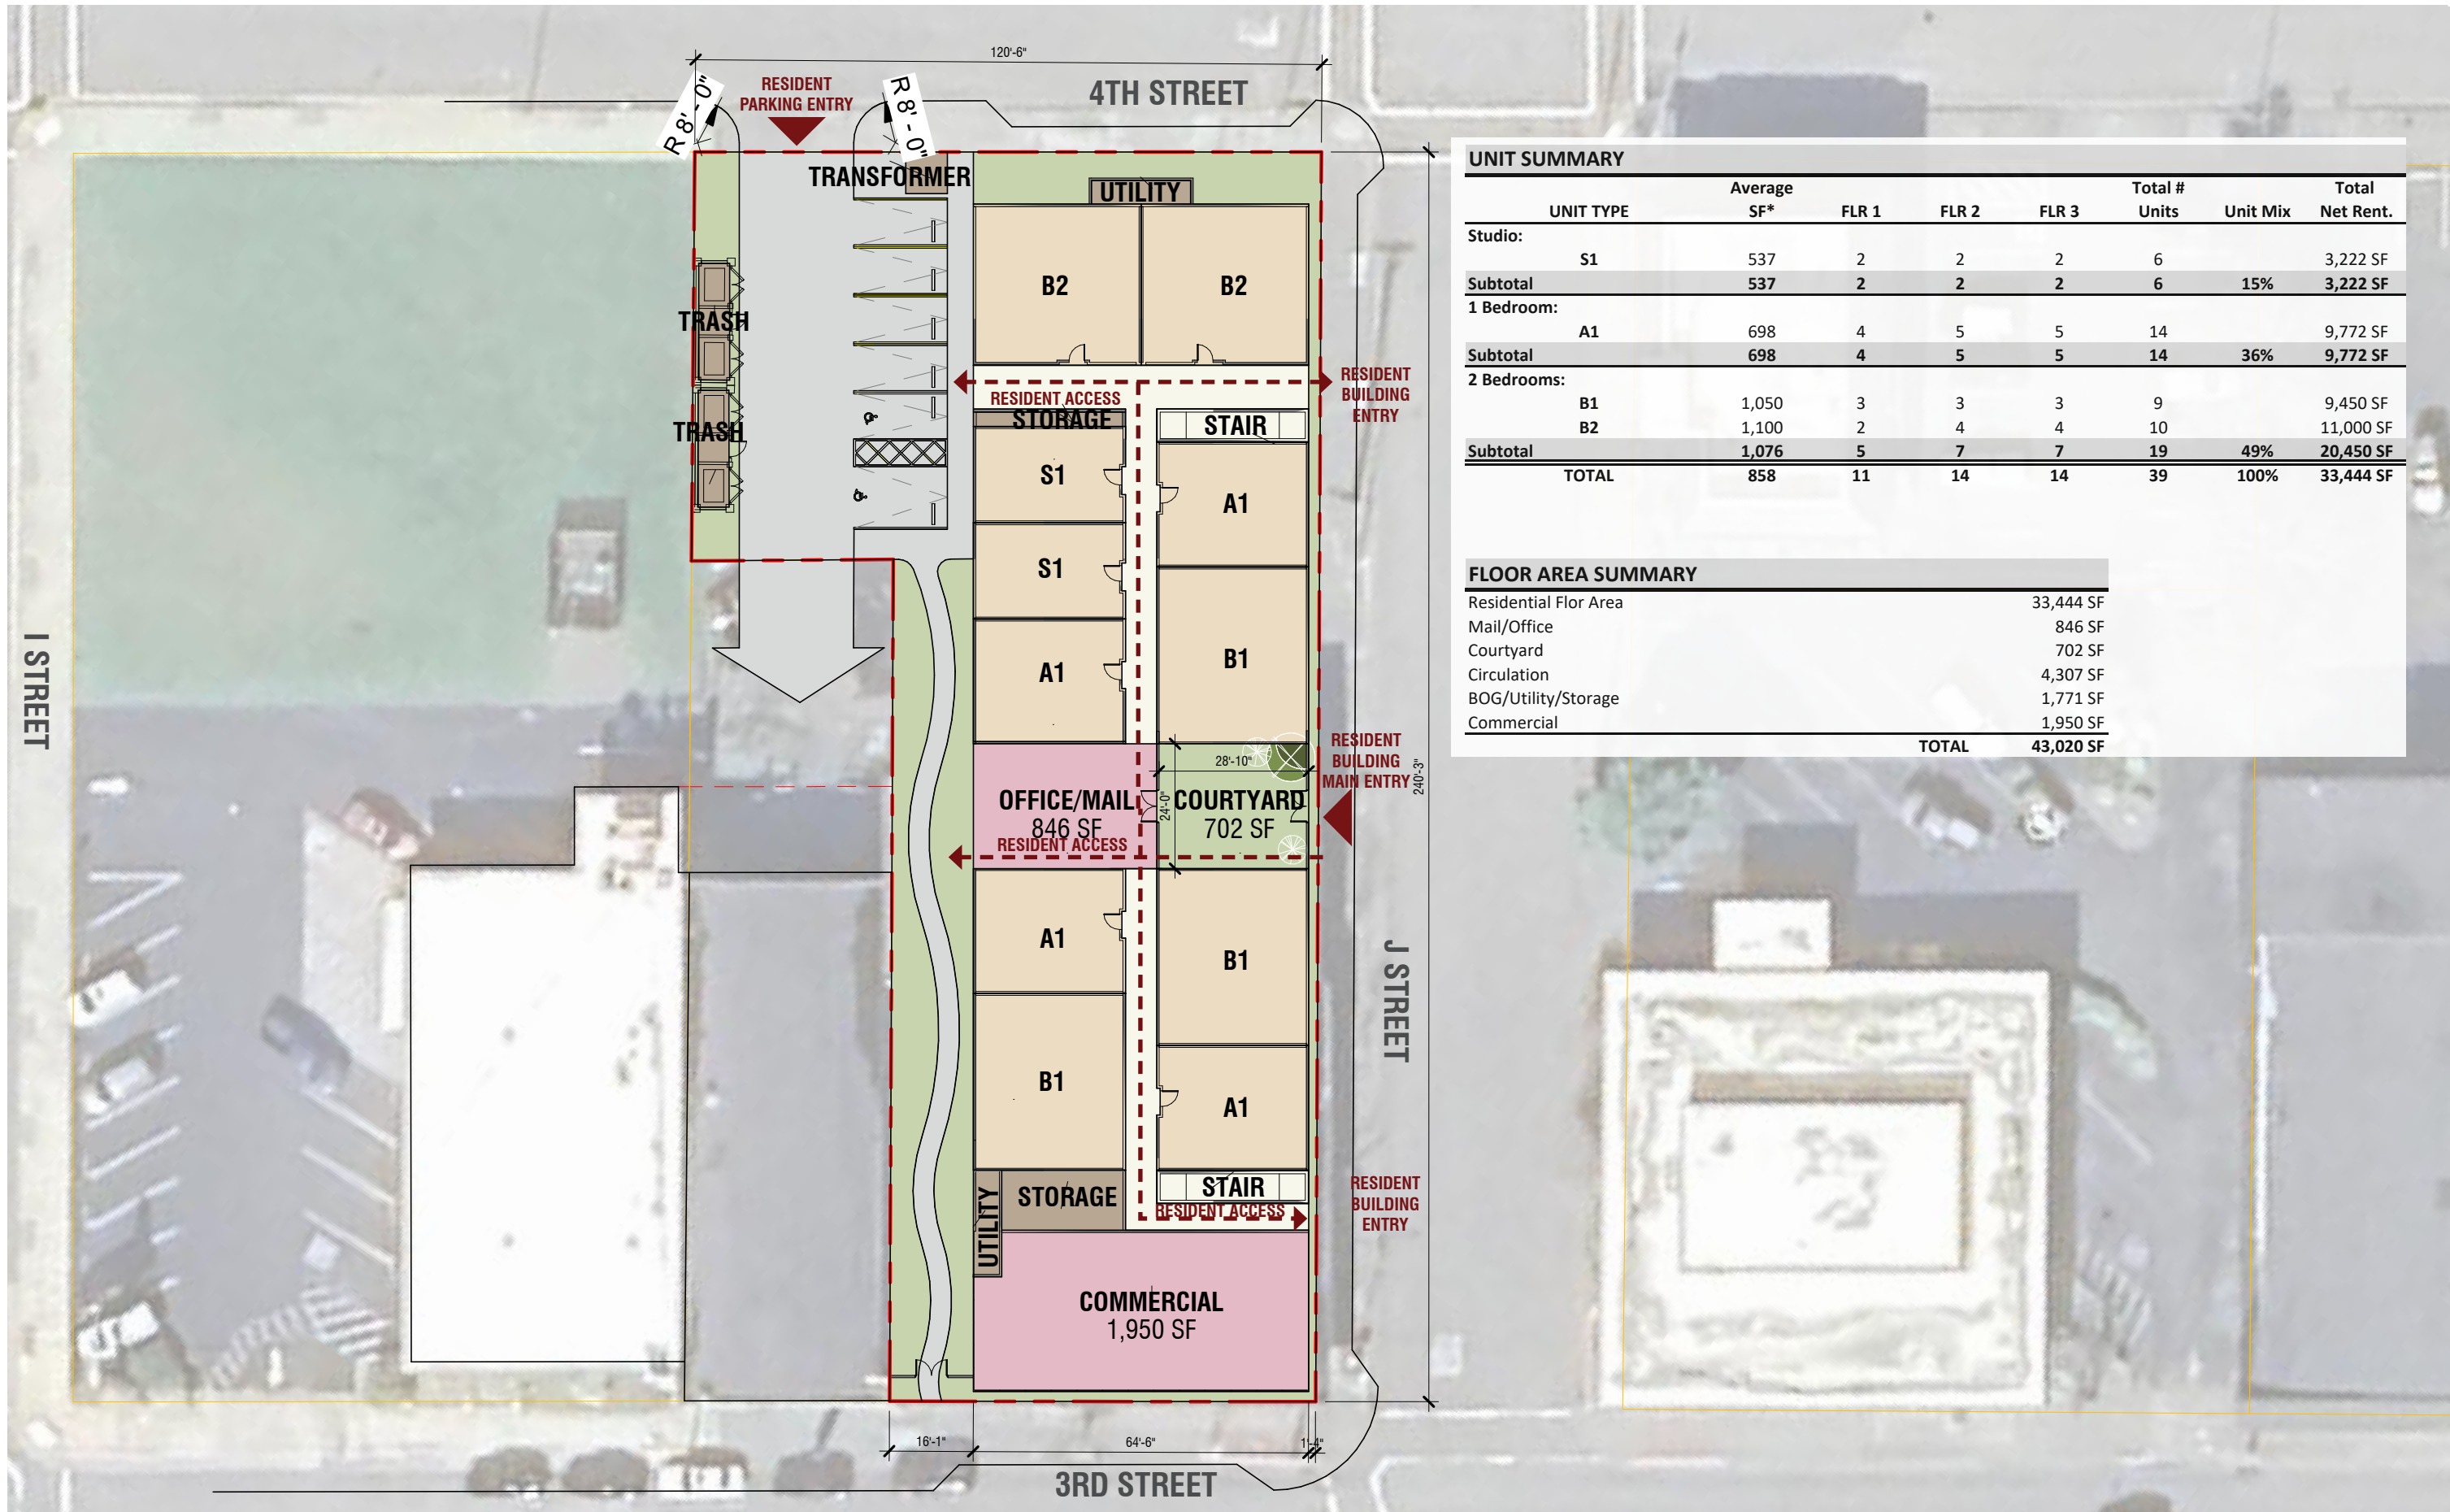 120'-6"
4TH STREET
RESIDENT
PARKING ENTRY
R 8' - 0"
R 8' - 0"
TRANSFORMER
UTILITY
B2
B2
TRASH
TRASH
RESIDENT
BUILDING
ENTRY
RESIDENT ACCESS
STORAGE
STAIR
S1
A1
S1
A1
B1
I STREET
28'-10"
RESIDENT
BUILDING
MAIN ENTRY
240'-3"
OFFICE/MAIL
846 SF
24'-0"
COURTYARD
702 SF
RESIDENT ACCESS
A1
B1
J STREET
B1
A1
UTILITY
STORAGE
STAIR
RESIDENT ACCESS
RESIDENT
BUILDING
ENTRY
COMMERCIAL
1,950 SF
16'-1"
64'-6"
1'-4"
3RD STREET
UNIT SUMMARY
Average Total # Total
UNIT TYPE SF* FLR 1 FLR 2 FLR 3 Units Unit Mix Net Rent.
Studio:
S1 537 2 2 2 6 3,222 SF
Subtotal 537 2 2 2 6 15% 3,222 SF
1 Bedroom:
A1 698 4 5 5 14 9,772 SF
Subtotal 698 4 5 5 14 36% 9,772 SF
2 Bedrooms:
B1 1,050 3 3 3 9 9,450 SF
B2 1,100 2 4 4 10 11,000 SF
Subtotal 1,076 5 7 7 19 49% 20,450 SF
TOTAL 858 11 14 14 39 100% 33,444 SF
FLOOR AREA SUMMARY
Residential Flor Area 33,444 SF
Mail/Office 846 SF
Courtyard 702 SF
Circulation 4,307 SF
BOG/Utility/Storage 1,771 SF
Commercial 1,950 SF
TOTAL 43,020 SF